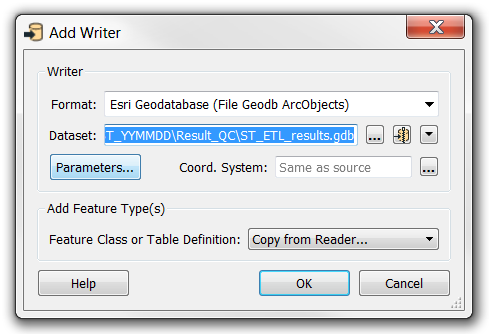 Add Writer
Writer
Format: Esri Geodatabase (File Geodb ArcObjects)
Dataset: T_YYMMDD\Result_QC\ST_ETL_results.gdb ...
Parameters... Coord. System: Same as source ...
Add Feature Type(s)
Feature Class or Table Definition: Copy from Reader...
Help OK Cancel